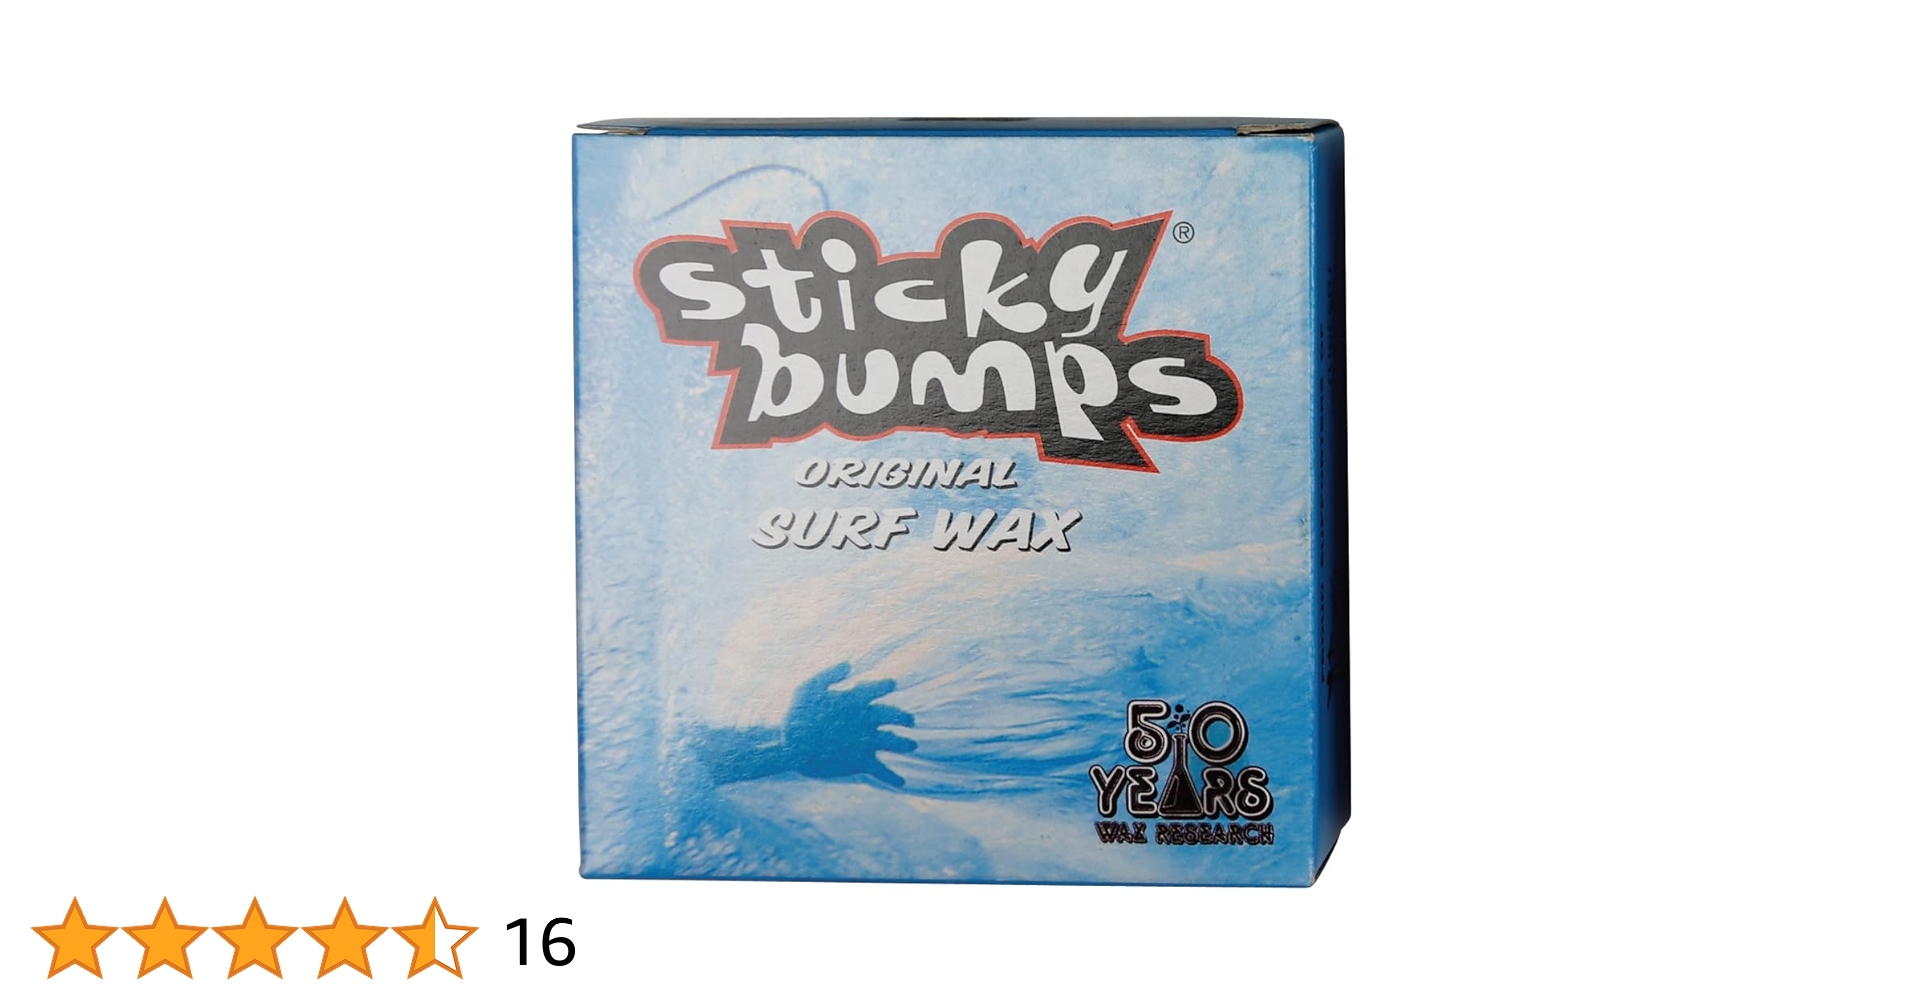 sticky ®
bumps
ORIGINAL
SURF WAX
50
YEARS
WAX RESEARCH
16